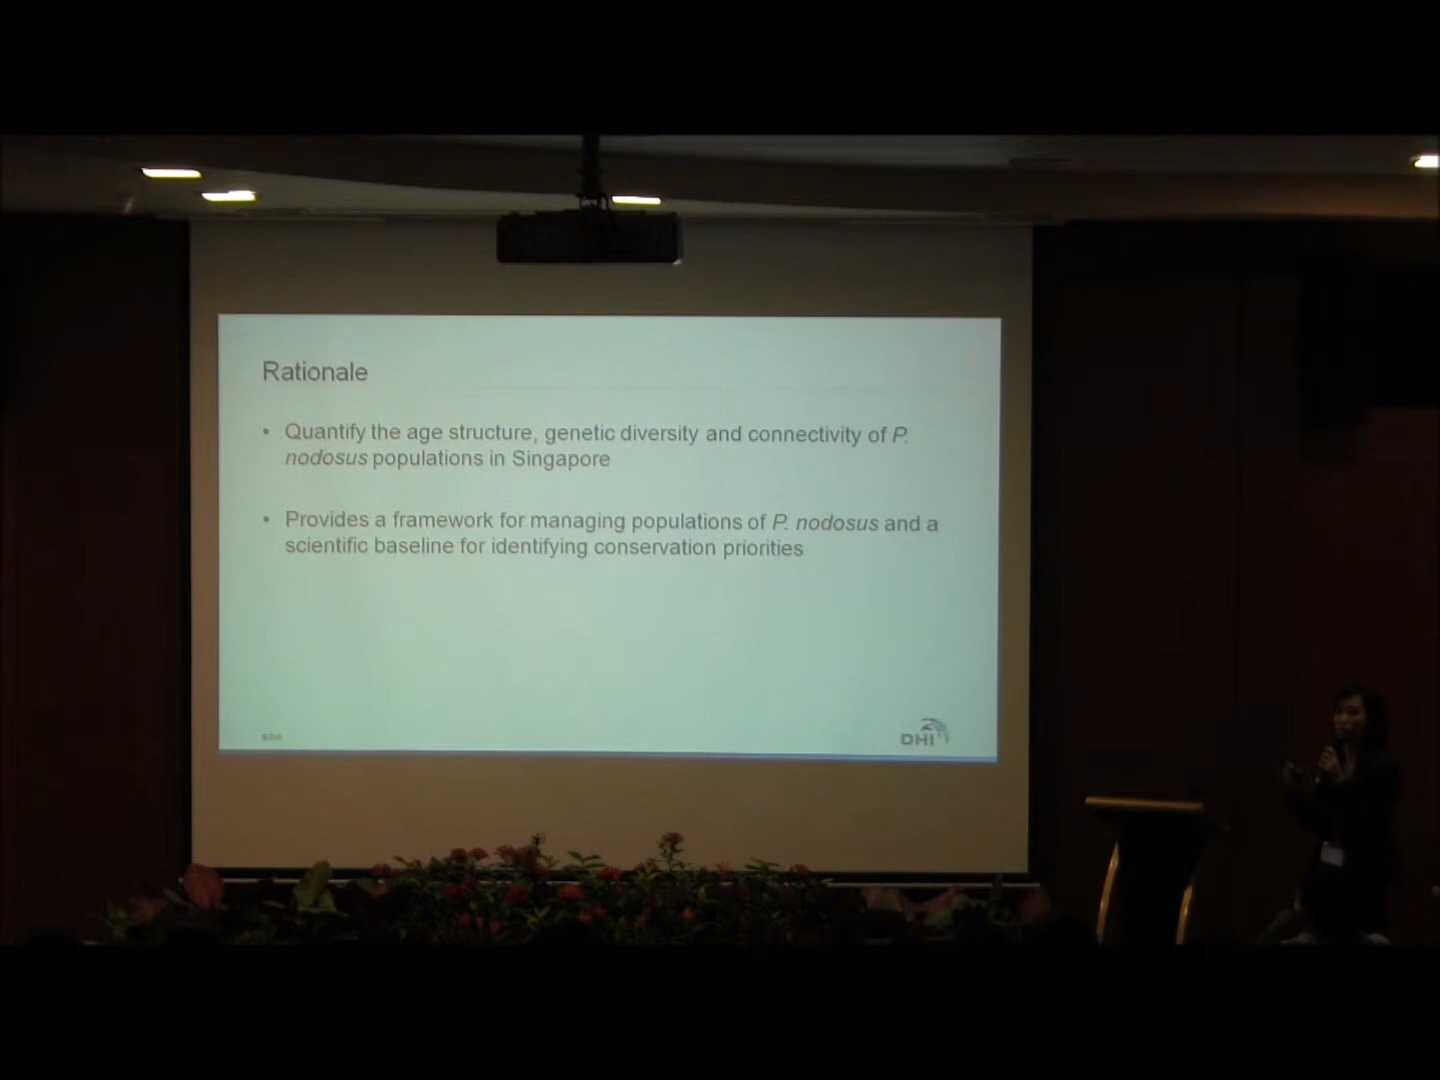 Rationale
• Quantify the age structure, genetic diversity and connectivity of P.
nodosus populations in Singapore
• Provides a framework for managing populations of P. nodosus and a
scientific baseline for identifying conservation priorities
DHI